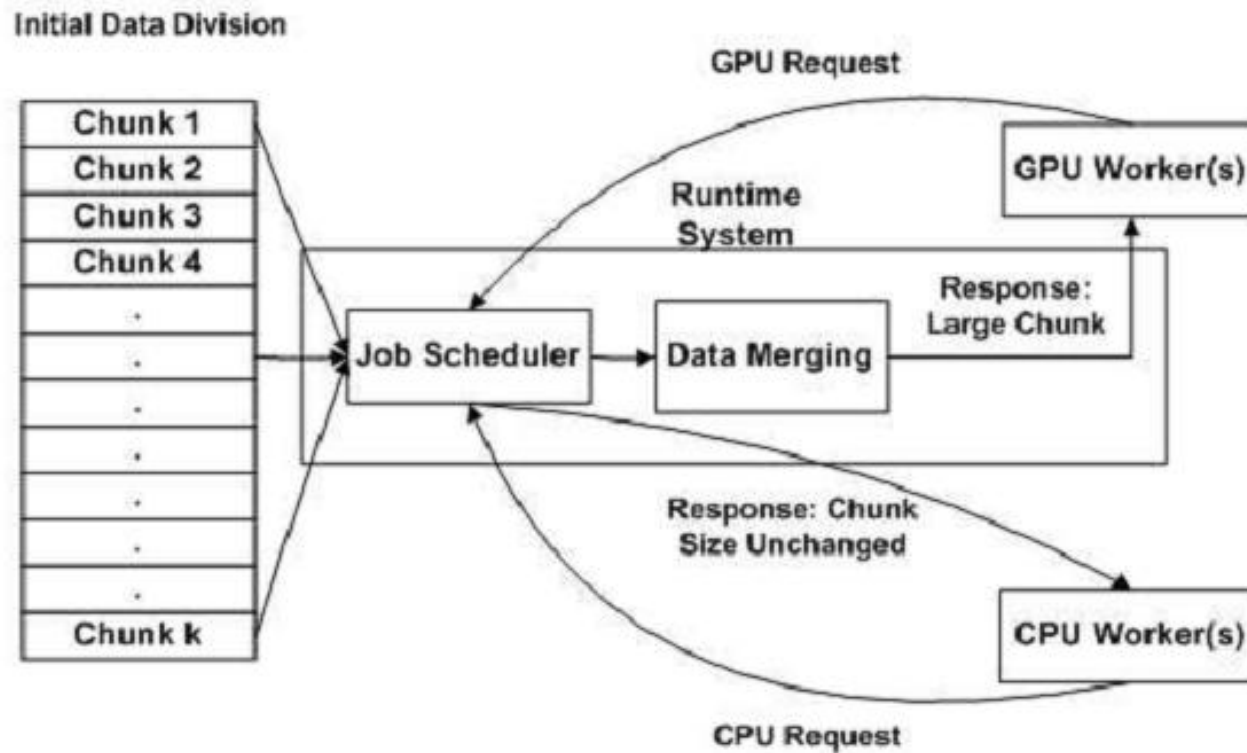 Initial Data Division
Chunk 1
Chunk 2
Chunk 3
Chunk 4
.
.
.
.
.
.
.
Chunk k
GPU Request
GPU Worker(s)
Runtime
System
Job Scheduler
Data Merging
Response:
Large Chunk
Response: Chunk
Size Unchanged
CPU Worker(s)
CPU Request